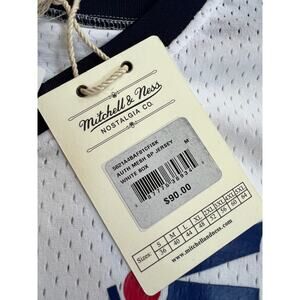 Mitchell & Ness
NOSTALGIA CO.
AUTH MESH BP JERSEY M
WHITE SOX
$90.00
Sizes: S M L XL 2XL 3XL 4XL 5XL
36 40 44 48 52 56 60 64
www.mitchellandness.com